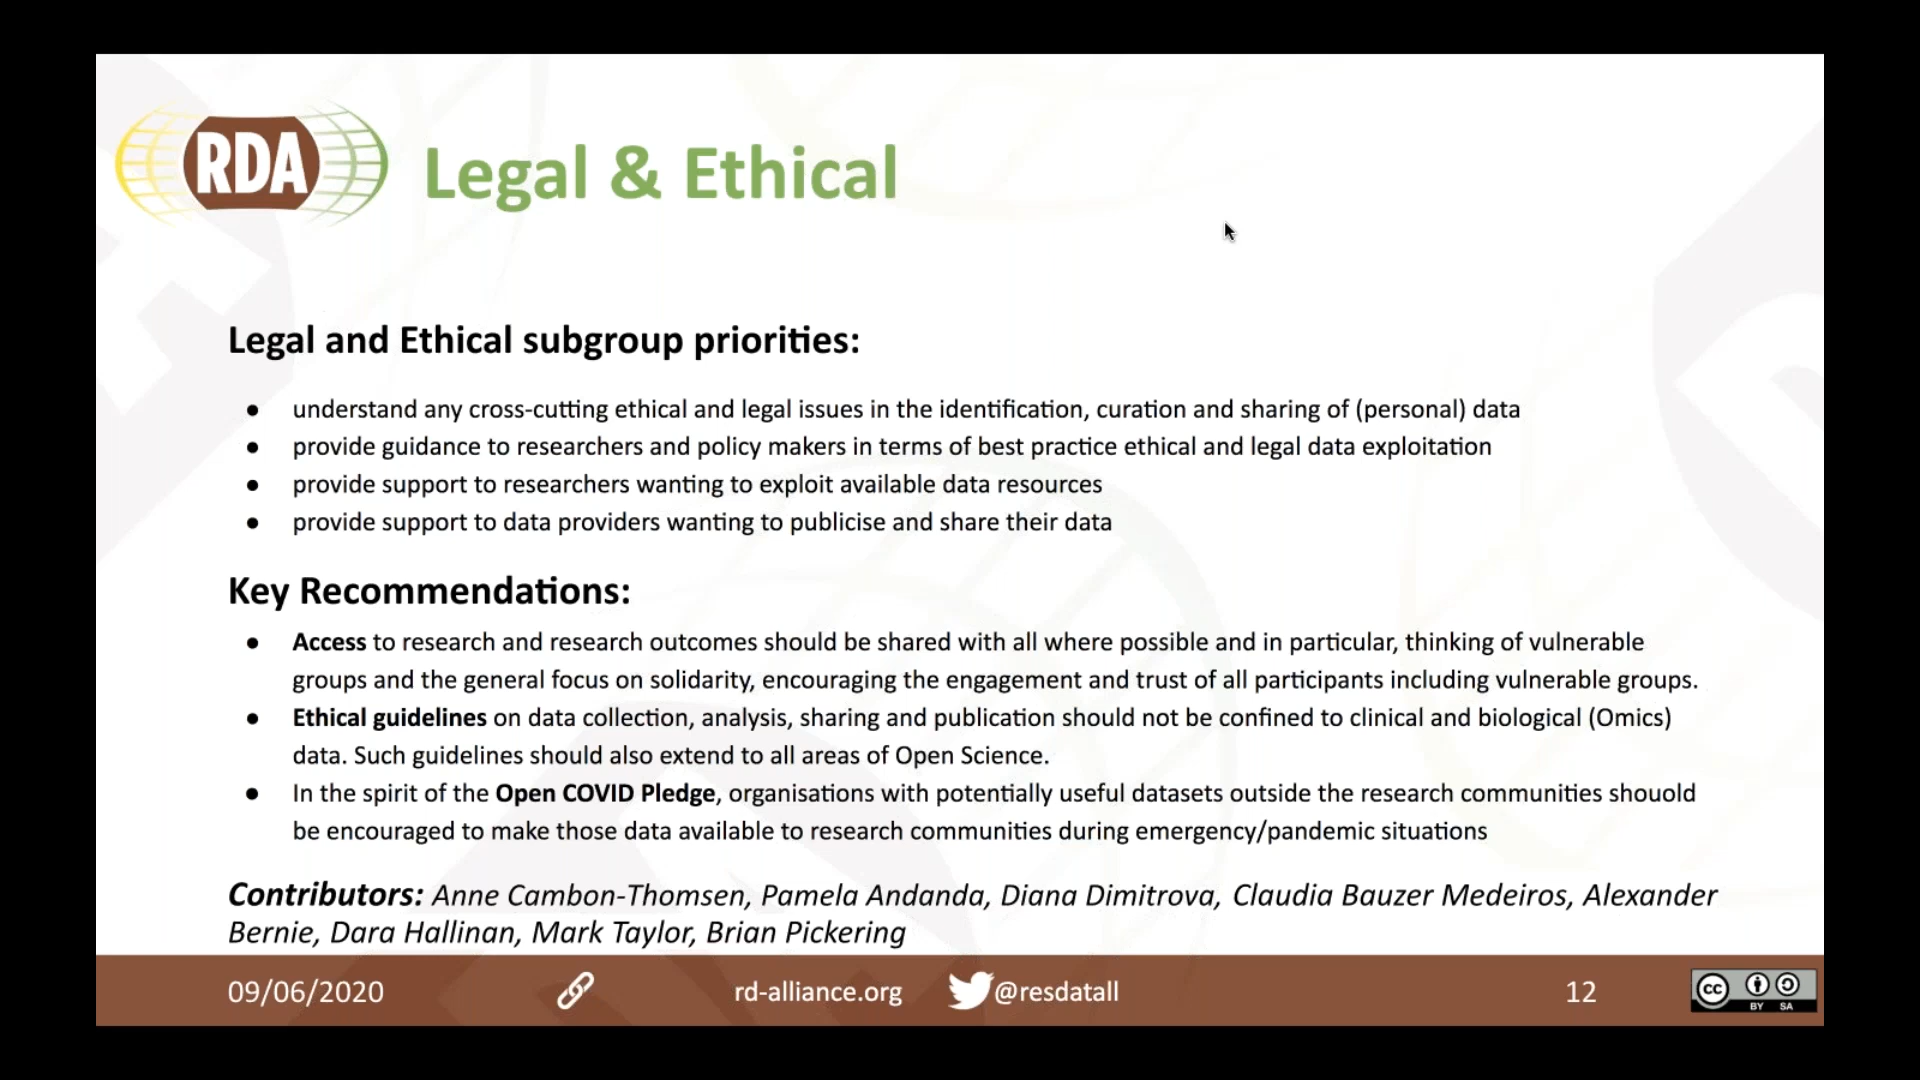 RDA
Legal & Ethical
Legal and Ethical subgroup priorities:
● understand any cross-cutting ethical and legal issues in the identification, curation and sharing of (personal) data
● provide guidance to researchers and policy makers in terms of best practice ethical and legal data exploitation
● provide support to researchers wanting to exploit available data resources
● provide support to data providers wanting to publicise and share their data
Key Recommendations:
● Access to research and research outcomes should be shared with all where possible and in particular, thinking of vulnerable
groups and the general focus on solidarity, encouraging the engagement and trust of all participants including vulnerable groups.
● Ethical guidelines on data collection, analysis, sharing and publication should not be confined to clinical and biological (Omics)
data. Such guidelines should also extend to all areas of Open Science.
● In the spirit of the Open COVID Pledge, organisations with potentially useful datasets outside the research communities shoould
be encouraged to make those data available to research communities during emergency/pandemic situations
Contributors: Anne Cambon-Thomsen, Pamela Andanda, Diana Dimitrova, Claudia Bauzer Medeiros, Alexander
Bernie, Dara Hallinan, Mark Taylor, Brian Pickering
09/06/2020 rd-alliance.org @resdatall 12
cc BY SA